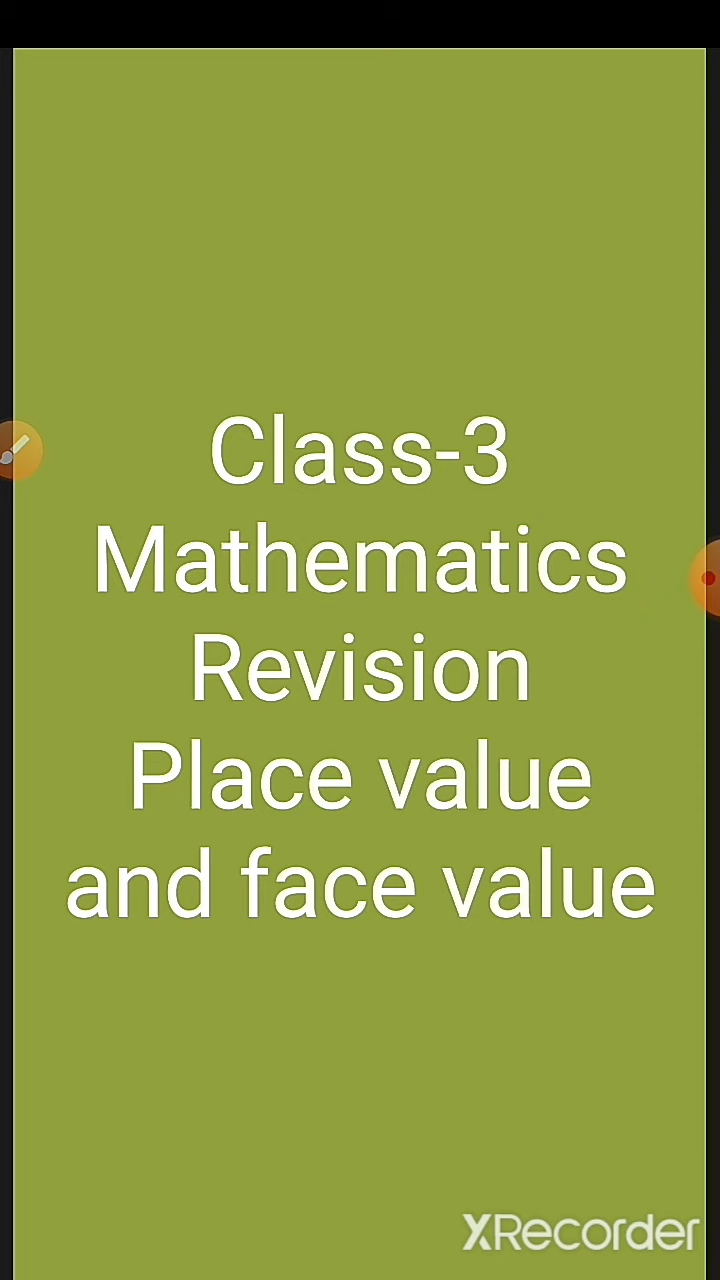 Class-3
Mathematics
Revision
Place value
and face value
XRecorder